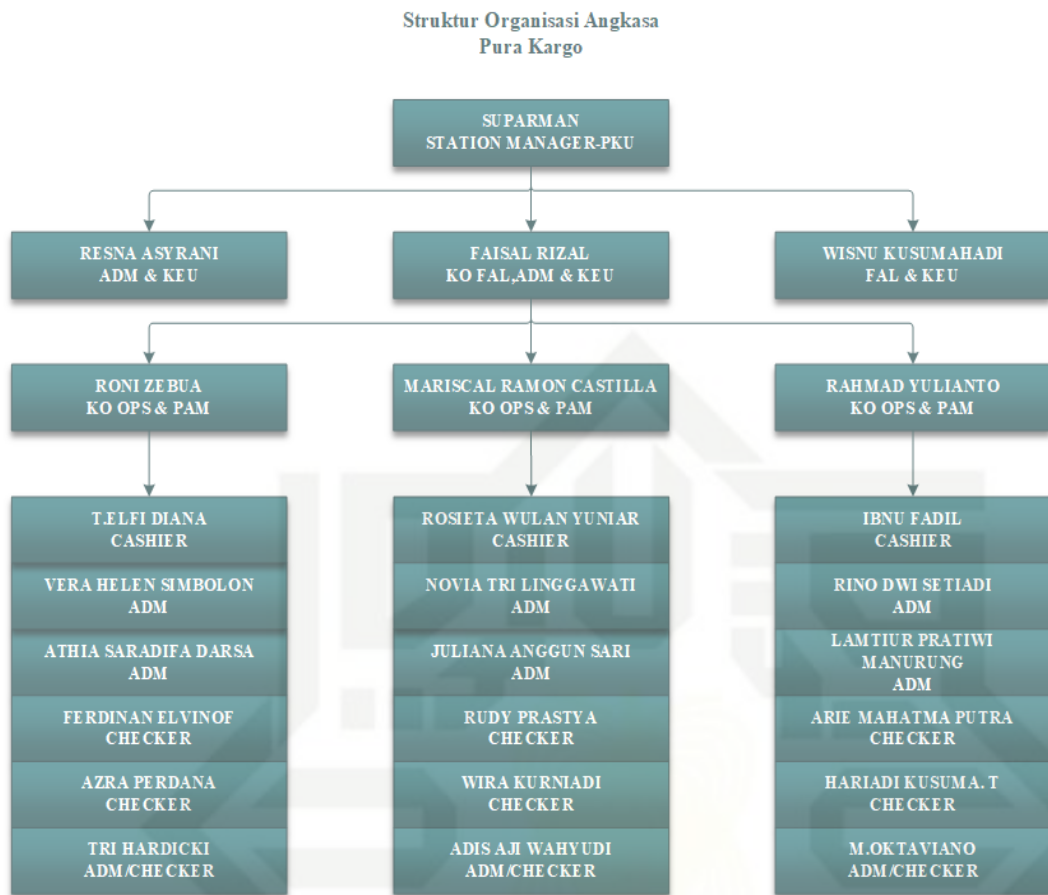 Struktur Organisasi Angkasa
Pura Kargo
SUPARMAN
STATION MANAGER-PKU
RESNA ASYRANI
ADM & KEU
FAISAL RIZAL
KO FAL,ADM & KEU
WISNU KUSUMAHADI
FAL & KEU
RONI ZEBUA
KO OPS & PAM
MARISCAL RAMON CASTILLA
KO OPS & PAM
RAHMAD YULIANTO
KO OPS & PAM
T.ELFI DIANA
CASHIER
VERA HELEN SIMBOLON
ADM
ATHIA SARADIFA DARSA
ADM
FERDINAN ELVINOF
CHECKER
AZRA PERDANA
CHECKER
TRI HARDICKI
ADM/CHECKER
ROSIETA WULAN YUNIAR
CASHIER
NOVIA TRI LINGGAWATI
ADM
JULIANA ANGGUN SARI
ADM
RUDY PRASTYA
CHECKER
WIRA KURNIADI
CHECKER
ADIS AJI WAHYUDI
ADM/CHECKER
IBNU FADIL
CASHIER
RINO DWI SETIADI
ADM
LAMTIUR PRATIWI
MANURUNG
ADM
ARIE MAHATMA PUTRA
CHECKER
HARIADI KUSUMA. T
CHECKER
M.OKTAVIANO
ADM/CHECKER